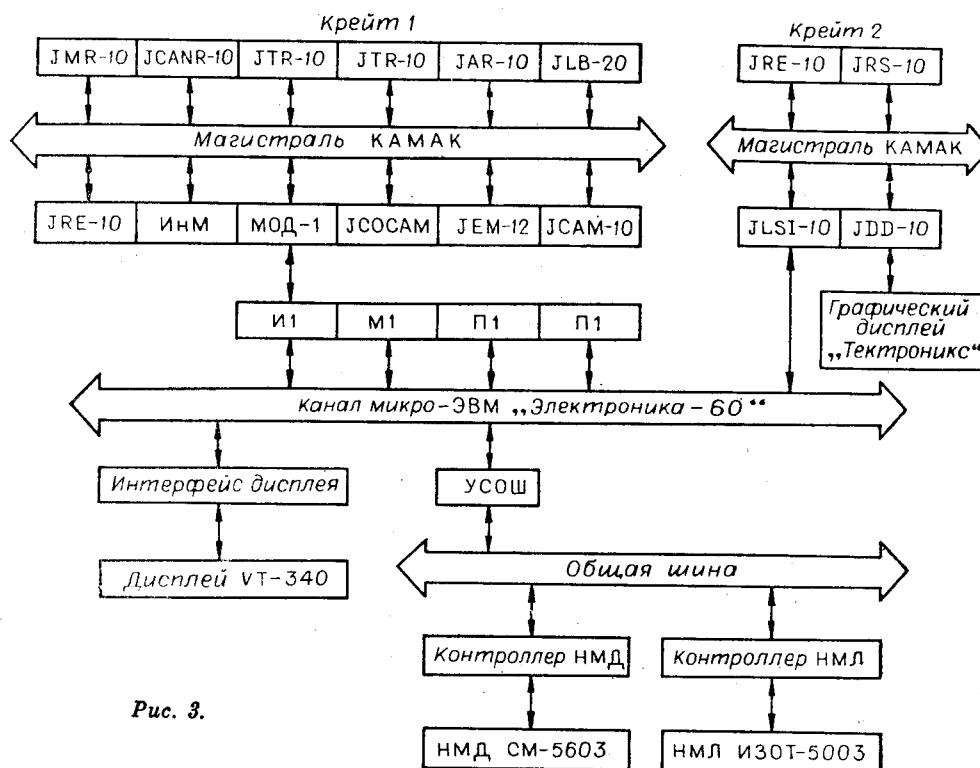 Крейт 1
Крейт 2
JMR-10 JCANR-10 JTR-10 JTR-10 JAR-10 JLB-20
JRE-10 JRS-10
Магистраль КАМАК
Магистраль КАМАК
JRE-10 ИнМ МОД-1 JCOCAM JEM-12 JCAM-10
JLSI-10 JDD-10
И1 М1 П1 П1
Графический
дисплей
„Тектроникс“
Канал микро-ЭВМ „Электроника-60“
Интерфейс дисплея
УСОШ
Дисплей VT-340
Общая шина
Контроллер НМД
Контроллер НМЛ
Рис. 3.
НМД СМ-5603
НМЛ ИЗОТ-5003